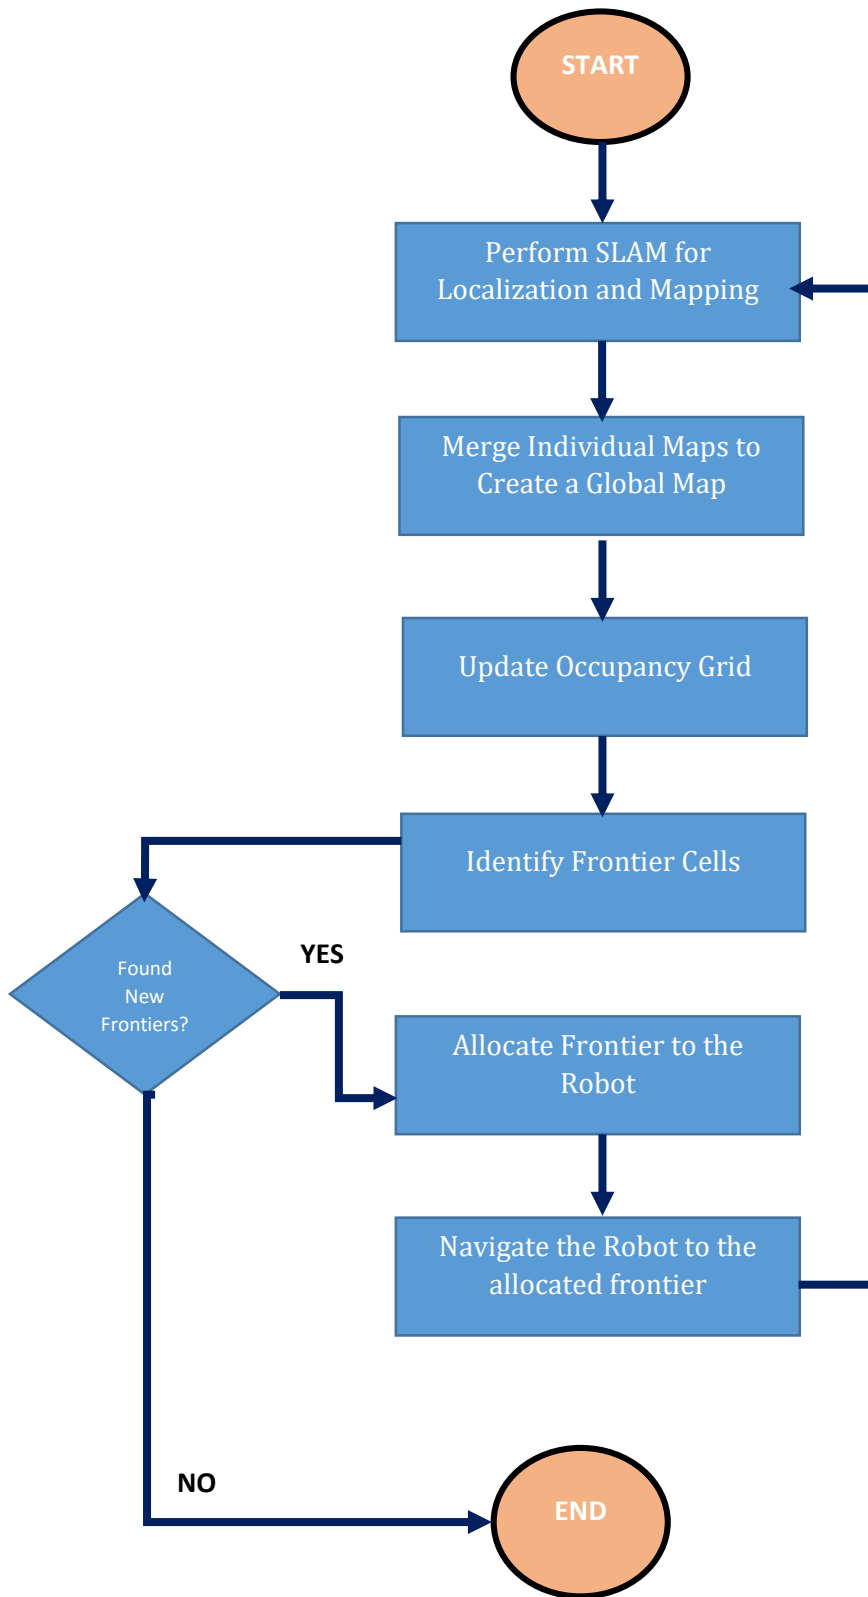 START
Perform SLAM for
Localization and Mapping
Merge Individual Maps to
Create a Global Map
Update Occupancy Grid
Identify Frontier Cells
YES
Found
New
Frontiers?
Allocate Frontier to the
Robot
Navigate the Robot to the
allocated frontier
NO
END